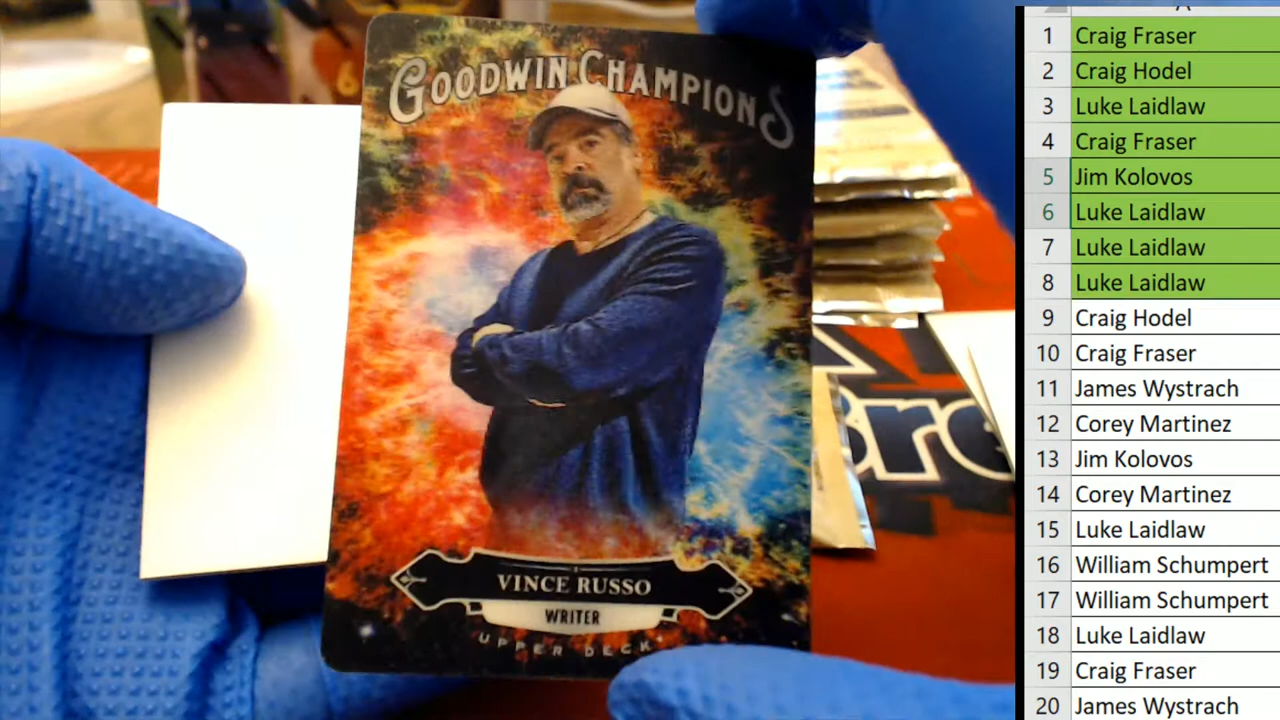 GOODWIN CHAMPIONS
VINCE RUSSO
WRITER
UPPER DECK
6
Bre
A
1 Craig Fraser
2 Craig Hodel
3 Luke Laidlaw
4 Craig Fraser
5 Jim Kolovos
6 Luke Laidlaw
7 Luke Laidlaw
8 Luke Laidlaw
9 Craig Hodel
10 Craig Fraser
11 James Wystrach
12 Corey Martinez
13 Jim Kolovos
14 Corey Martinez
15 Luke Laidlaw
16 William Schumpert
17 William Schumpert
18 Luke Laidlaw
19 Craig Fraser
20 James Wystrach